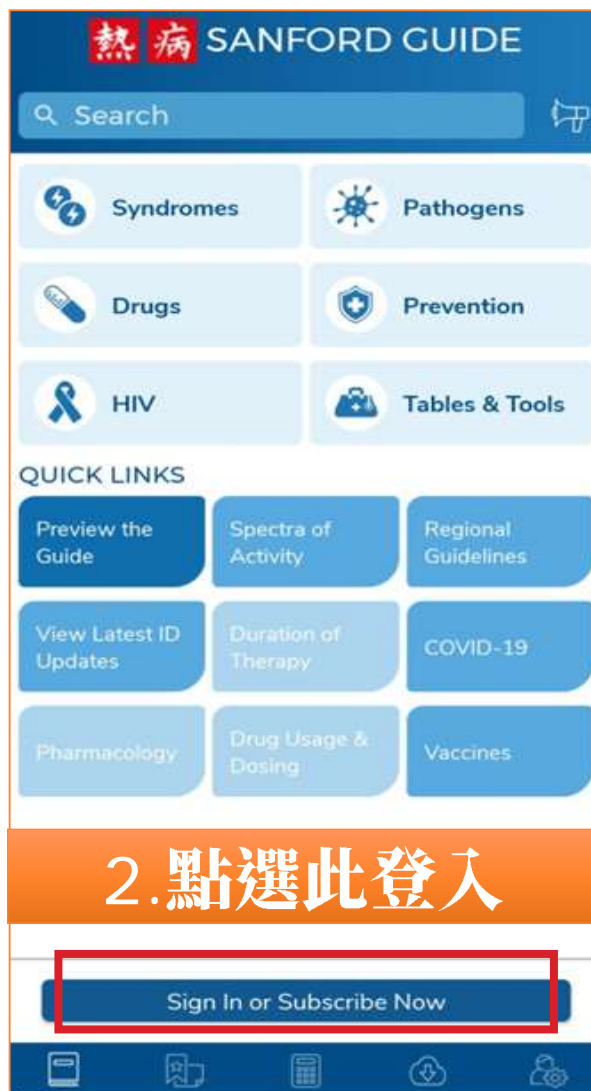 熱病 SANFORD GUIDE
Search
Syndromes
Pathogens
Drugs
Prevention
HIV
Tables & Tools
QUICK LINKS
Preview the
Guide
Spectra of
Activity
Regional
Guidelines
View Latest ID
Updates
Duration of
Therapy
COVID-19
Pharmacology
Drug Usage &
Dosing
Vaccines
2.點選此登入
Sign In or Subscribe Now